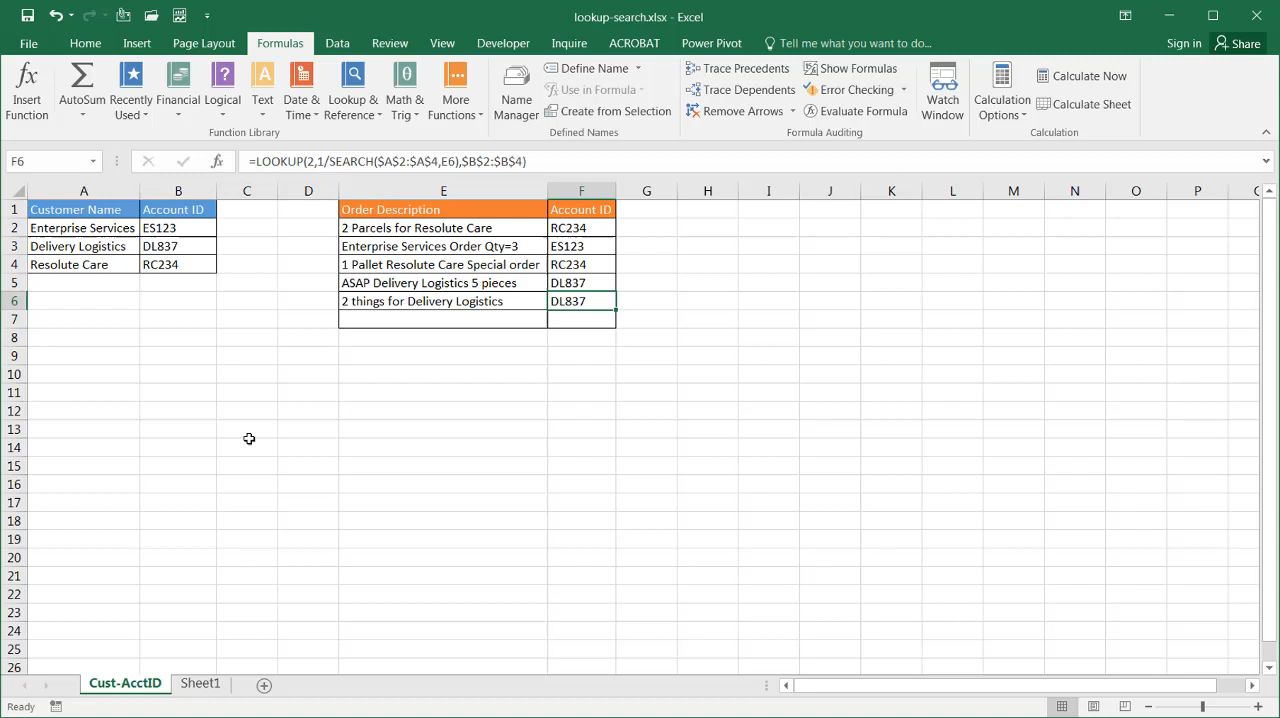 lookup-search.xlsx - Excel
File Home Insert Page Layout Formulas Data Review View Developer Inquire ACROBAT Power Pivot Tell me what you want to do... Sign in Share
Insert Function
AutoSum
Recently Used
Financial
Logical
Text
Date & Time
Lookup & Reference
Math & Trig
More Functions
Function Library
Name Manager
Define Name
Use in Formula
Create from Selection
Defined Names
Trace Precedents
Trace Dependents
Remove Arrows
Show Formulas
Error Checking
Evaluate Formula
Formula Auditing
Watch Window
Calculation Options
Calculate Now
Calculate Sheet
Calculation
F6 fx =LOOKUP(2,1/SEARCH($A$2:$A$4,E6),$B$2:$B$4)
A B C D E F G H I J K L M N O P
1 Customer Name Account ID Order Description Account ID
2 Enterprise Services ES123 2 Parcels for Resolute Care RC234
3 Delivery Logistics DL837 Enterprise Services Order Qty=3 ES123
4 Resolute Care RC234 1 Pallet Resolute Care Special order RC234
5 ASAP Delivery Logistics 5 pieces DL837
6 2 things for Delivery Logistics DL837
7
8
9
10
11
12
13
14
15
16
17
18
19
20
21
22
23
24
25
26
Cust-AcctID Sheet1
Ready